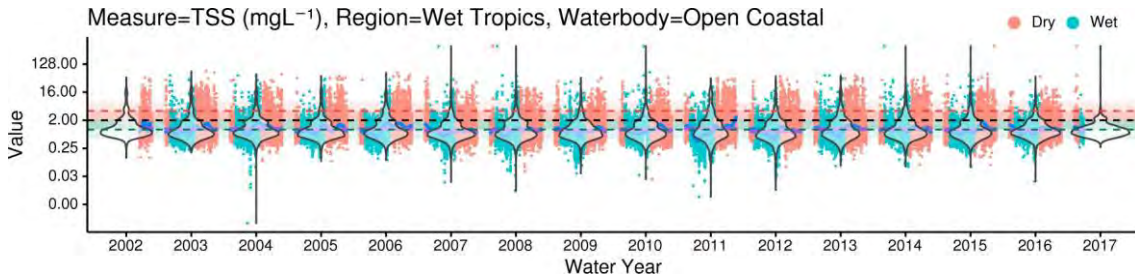 Measure=TSS (mgL⁻¹), Region=Wet Tropics, Waterbody=Open Coastal
Dry Wet
128.00
16.00
2.00
0.25
0.03
0.00
Value
2002 2003 2004 2005 2006 2007 2008 2009 2010 2011 2012 2013 2014 2015 2016 2017
Water Year